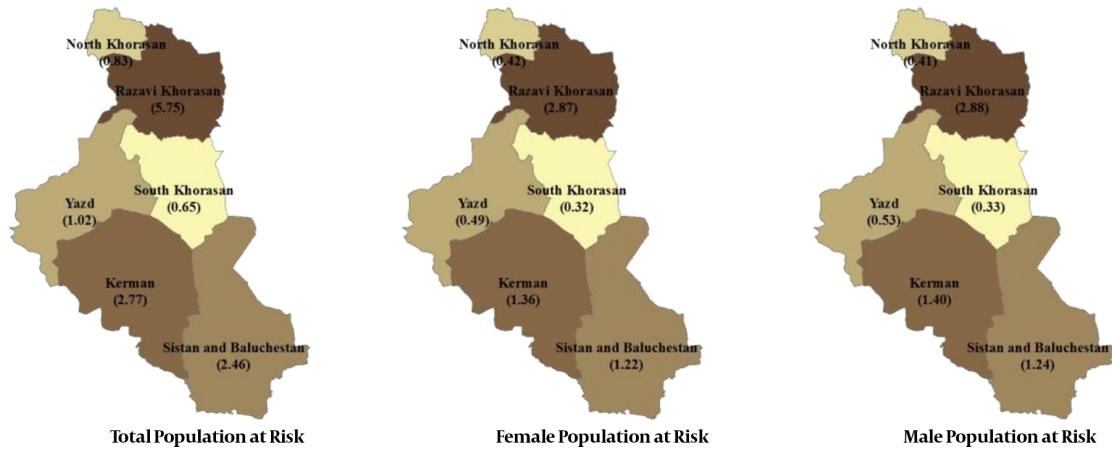 North Khorasan
(0.83)
Razavi Khorasan
(5.75)
South Khorasan
(0.65)
Yazd
(1.02)
Kerman
(2.77)
Sistan and Baluchestan
(2.46)
Total Population at Risk
North Khorasan
(0.42)
Razavi Khorasan
(2.87)
South Khorasan
(0.32)
Yazd
(0.49)
Kerman
(1.36)
Sistan and Baluchestan
(1.22)
Female Population at Risk
North Khorasan
(0.41)
Razavi Khorasan
(2.88)
South Khorasan
(0.33)
Yazd
(0.53)
Kerman
(1.40)
Sistan and Baluchestan
(1.24)
Male Population at Risk